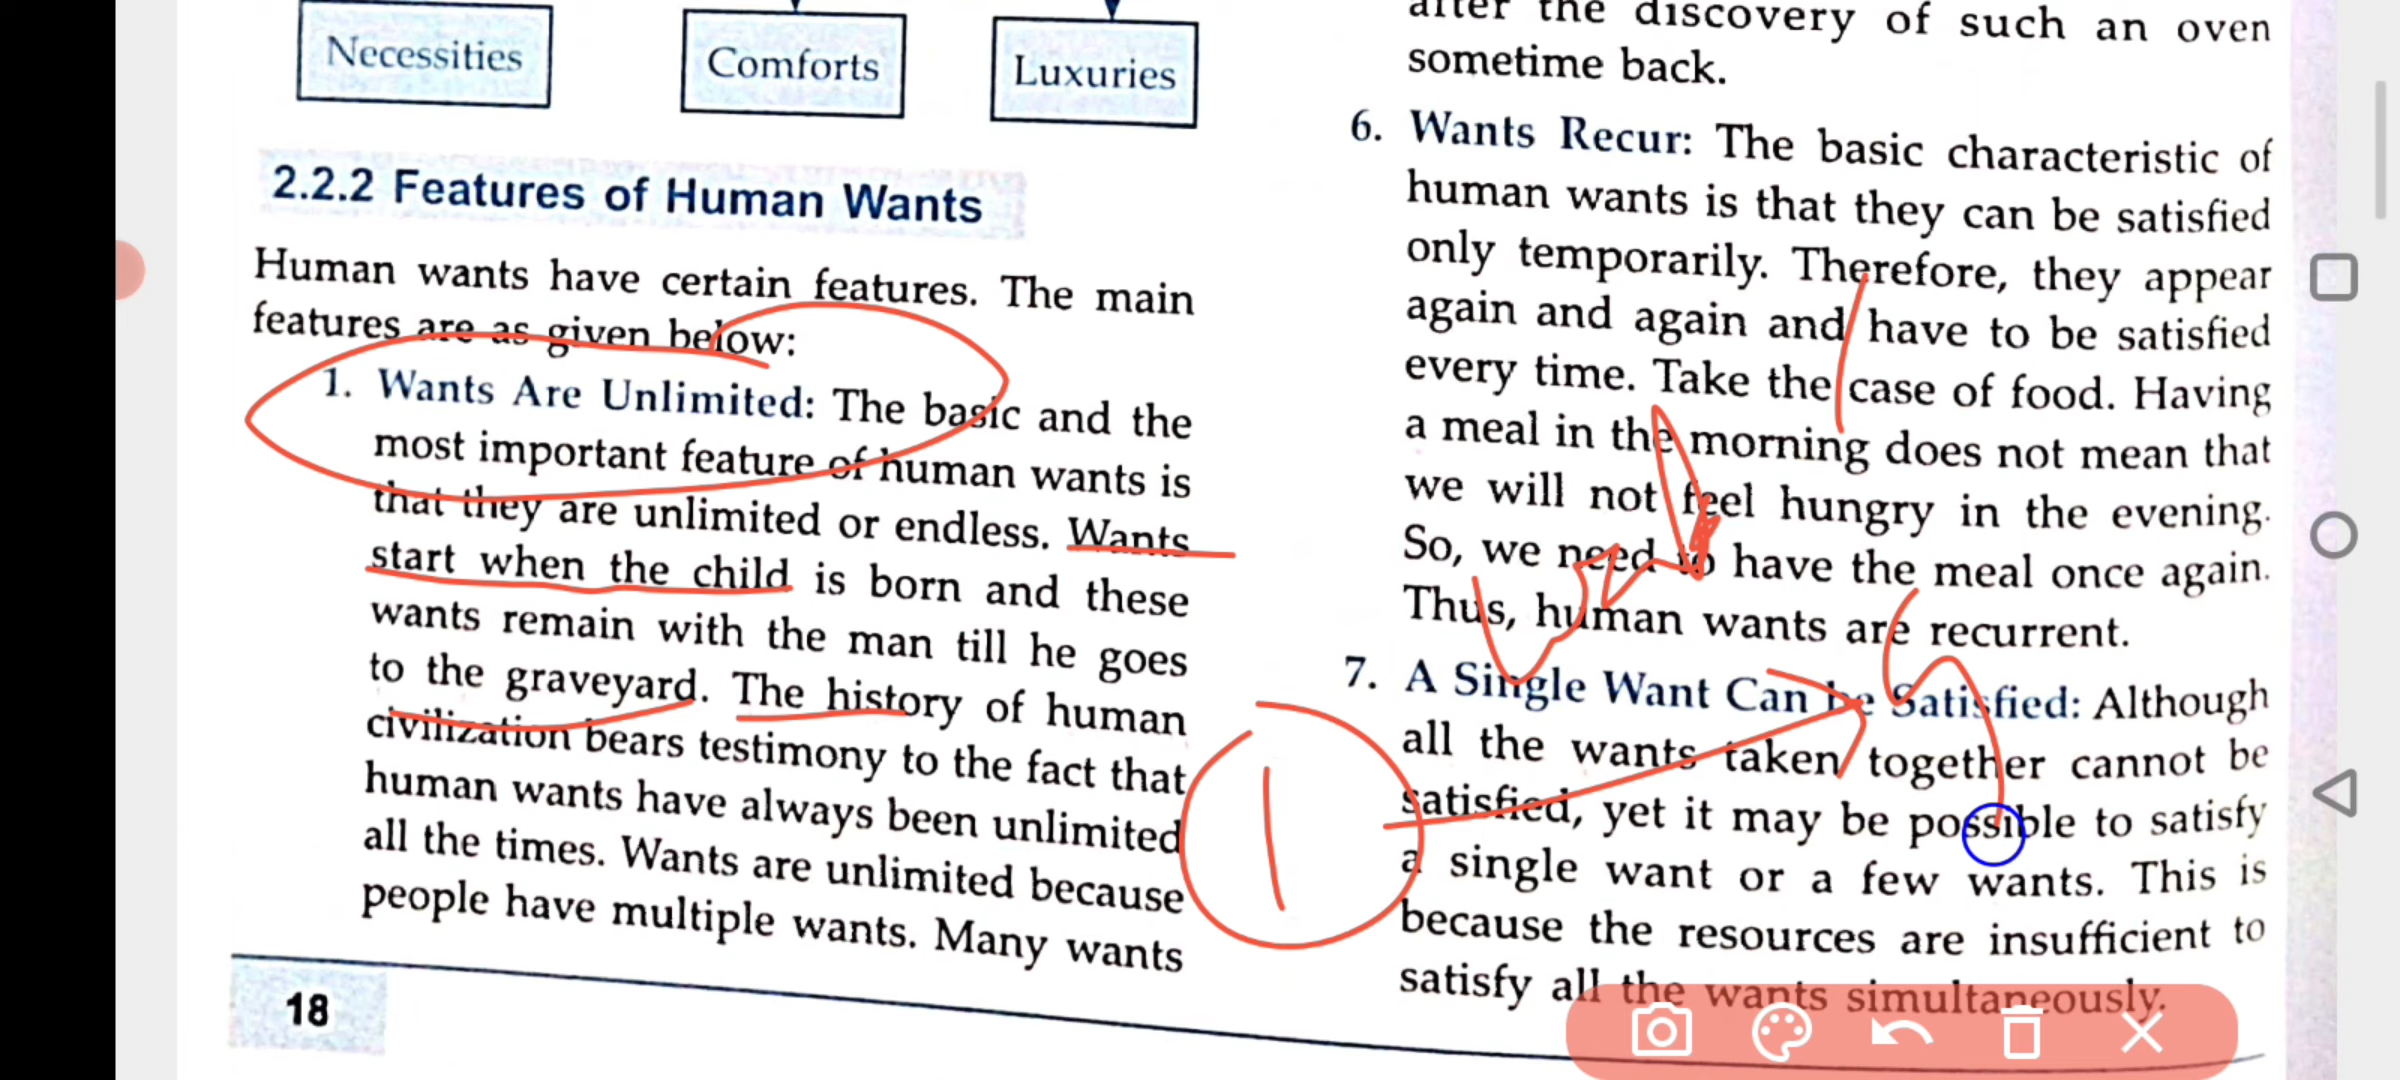 Necessities
Comforts
Luxuries
2.2.2 Features of Human Wants
Human wants have certain features. The main
features are as given below:
1. Wants Are Unlimited: The basic and the
most important feature of human wants is
that they are unlimited or endless. Wants
start when the child is born and these
wants remain with the man till he goes
to the graveyard. The history of human
civilization bears testimony to the fact that
human wants have always been unlimited
all the times. Wants are unlimited because
people have multiple wants. Many wants
18
after the discovery of such an oven
sometime back.
6. Wants Recur: The basic characteristic of
human wants is that they can be satisfied
only temporarily. Therefore, they appear
again and again and have to be satisfied
every time. Take the case of food. Having
a meal in the morning does not mean that
we will not feel hungry in the evening.
So, we need to have the meal once again.
Thus, human wants are recurrent.
7. A Single Want Can be Satisfied: Although
all the wants taken together cannot be
satisfied, yet it may be possible to satisfy
a single want or a few wants. This is
because the resources are insufficient to
satisfy all the wants simultaneously.
1